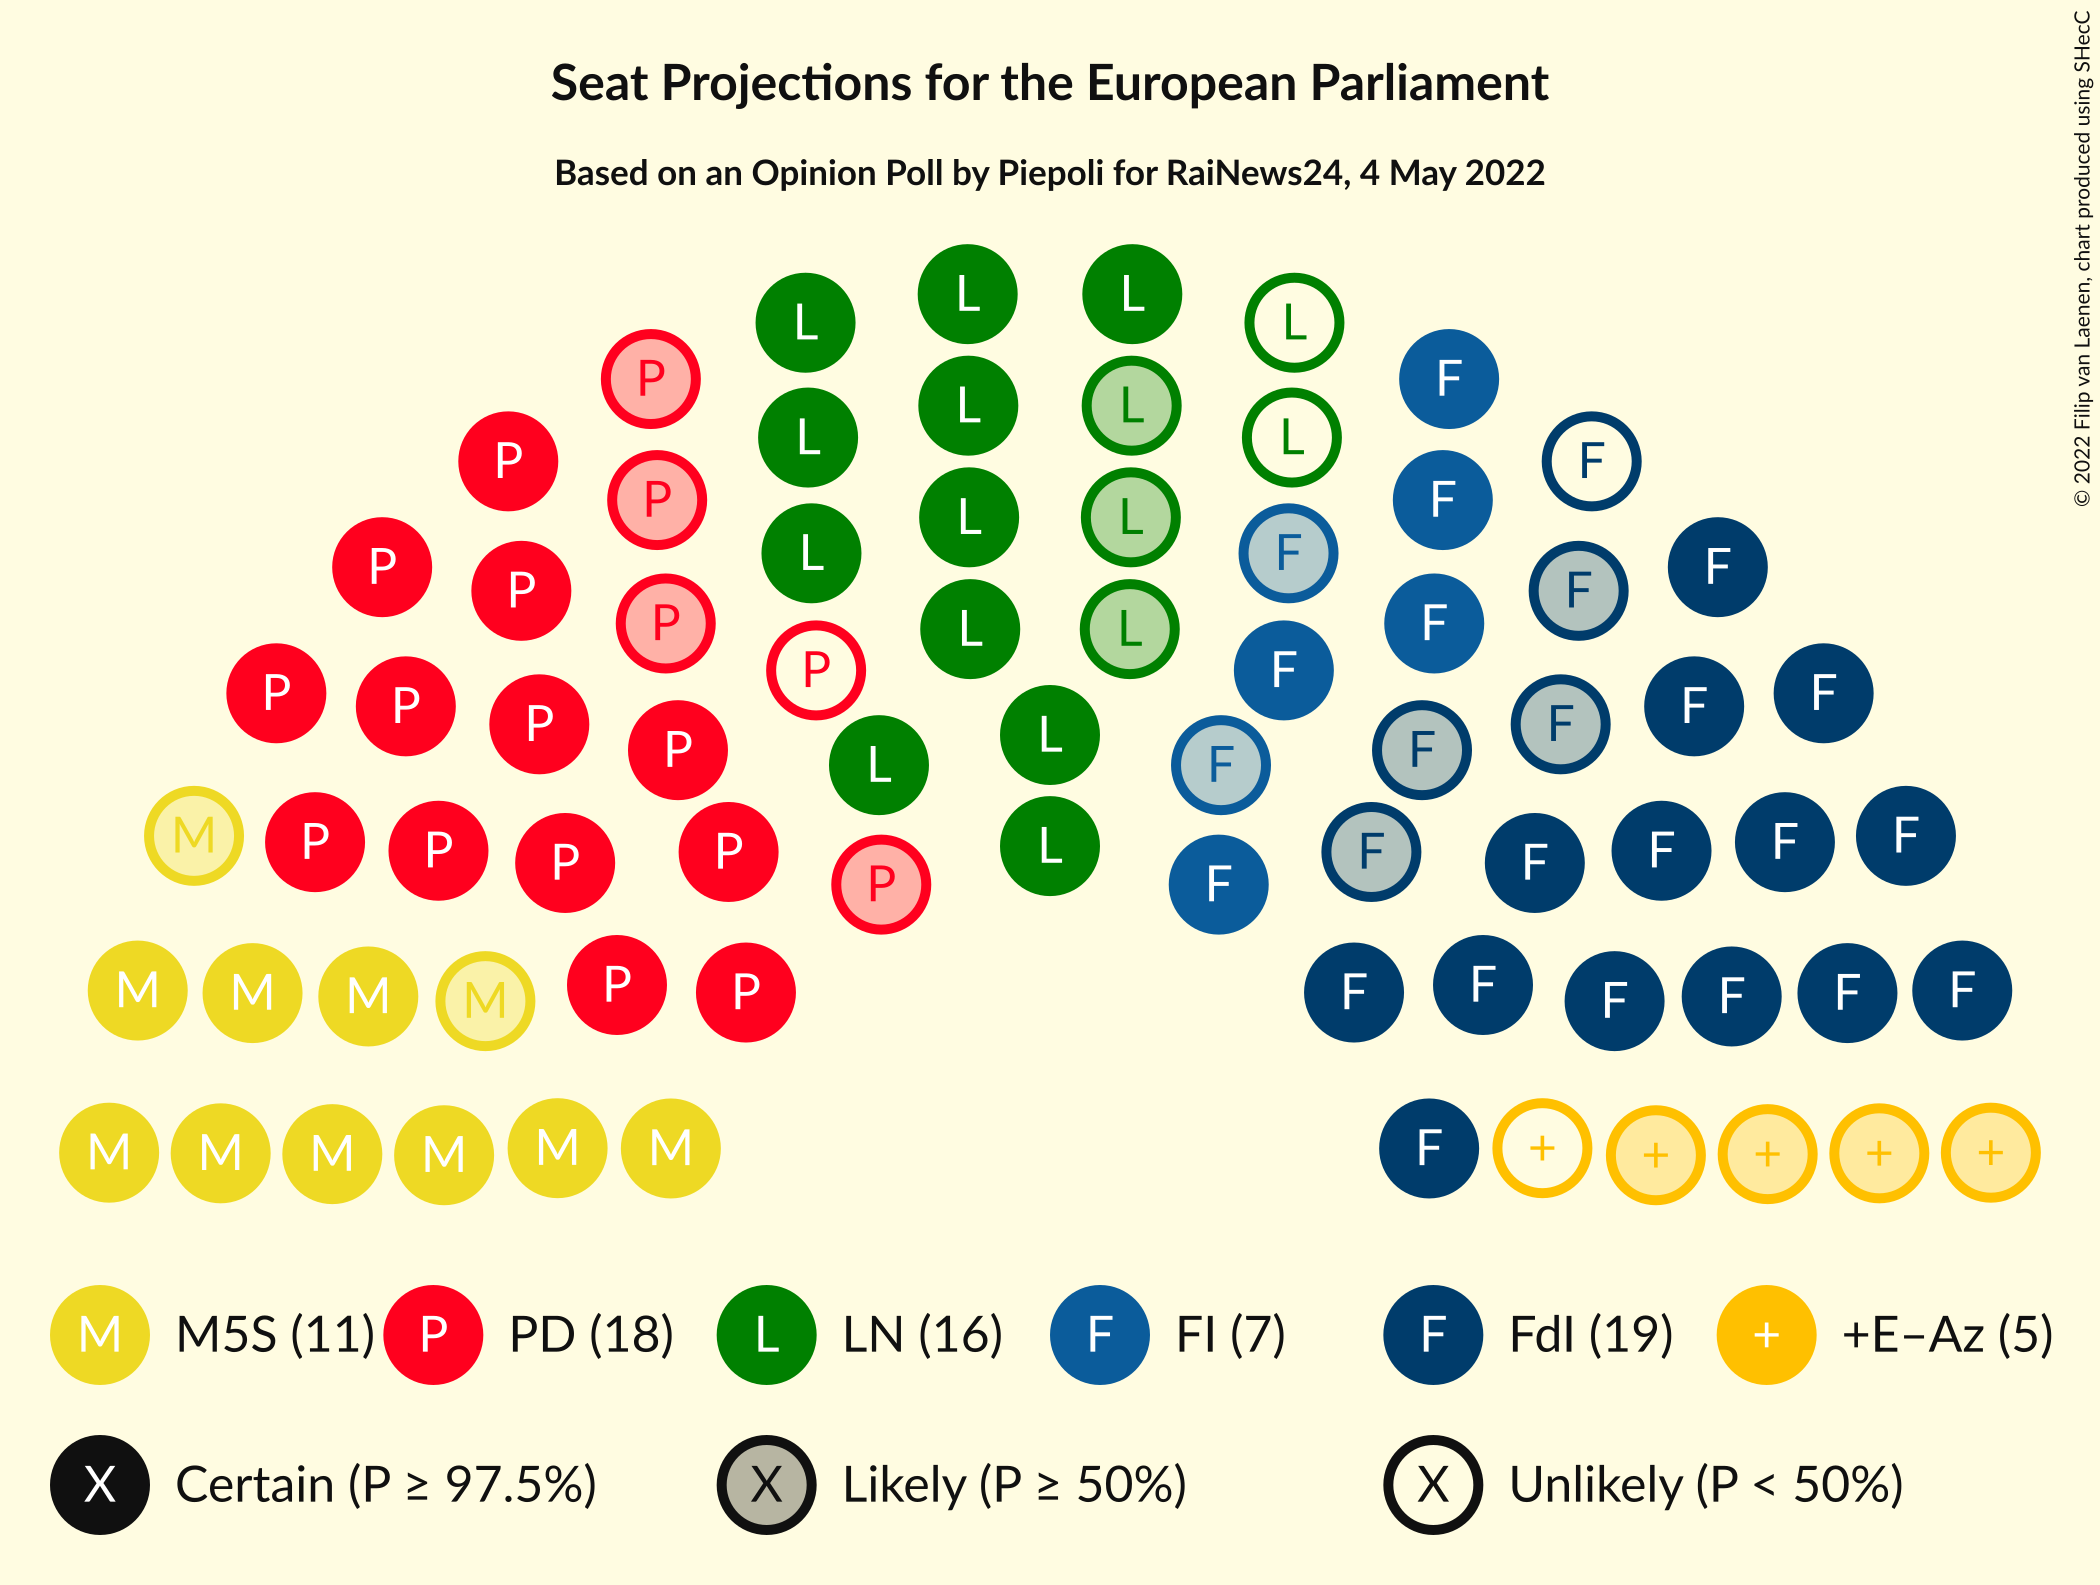 Seat Projections for the European Parliament
Based on an Opinion Poll by Piepoli for RaiNews24, 4 May 2022
© 2022 Filip van Laenen, chart produced using SHecC
L L
L L
P F
L L
P F
L L
P F
P F
L L
L F
P F
P F
P F
L L
P F
L L
P F
P F
P F
P F
P F
L
L F
M F
P F
L
P F
P F
P F
P F
M F
M F
M F
M F
P F
P F
M M M M M M F + + + + +
M M5S (11) P PD (18) L LN (16) F FI (7) F FdI (19) + +E–Az (5)
X Certain (P ≥ 97.5%) X Likely (P ≥ 50%) X Unlikely (P < 50%)